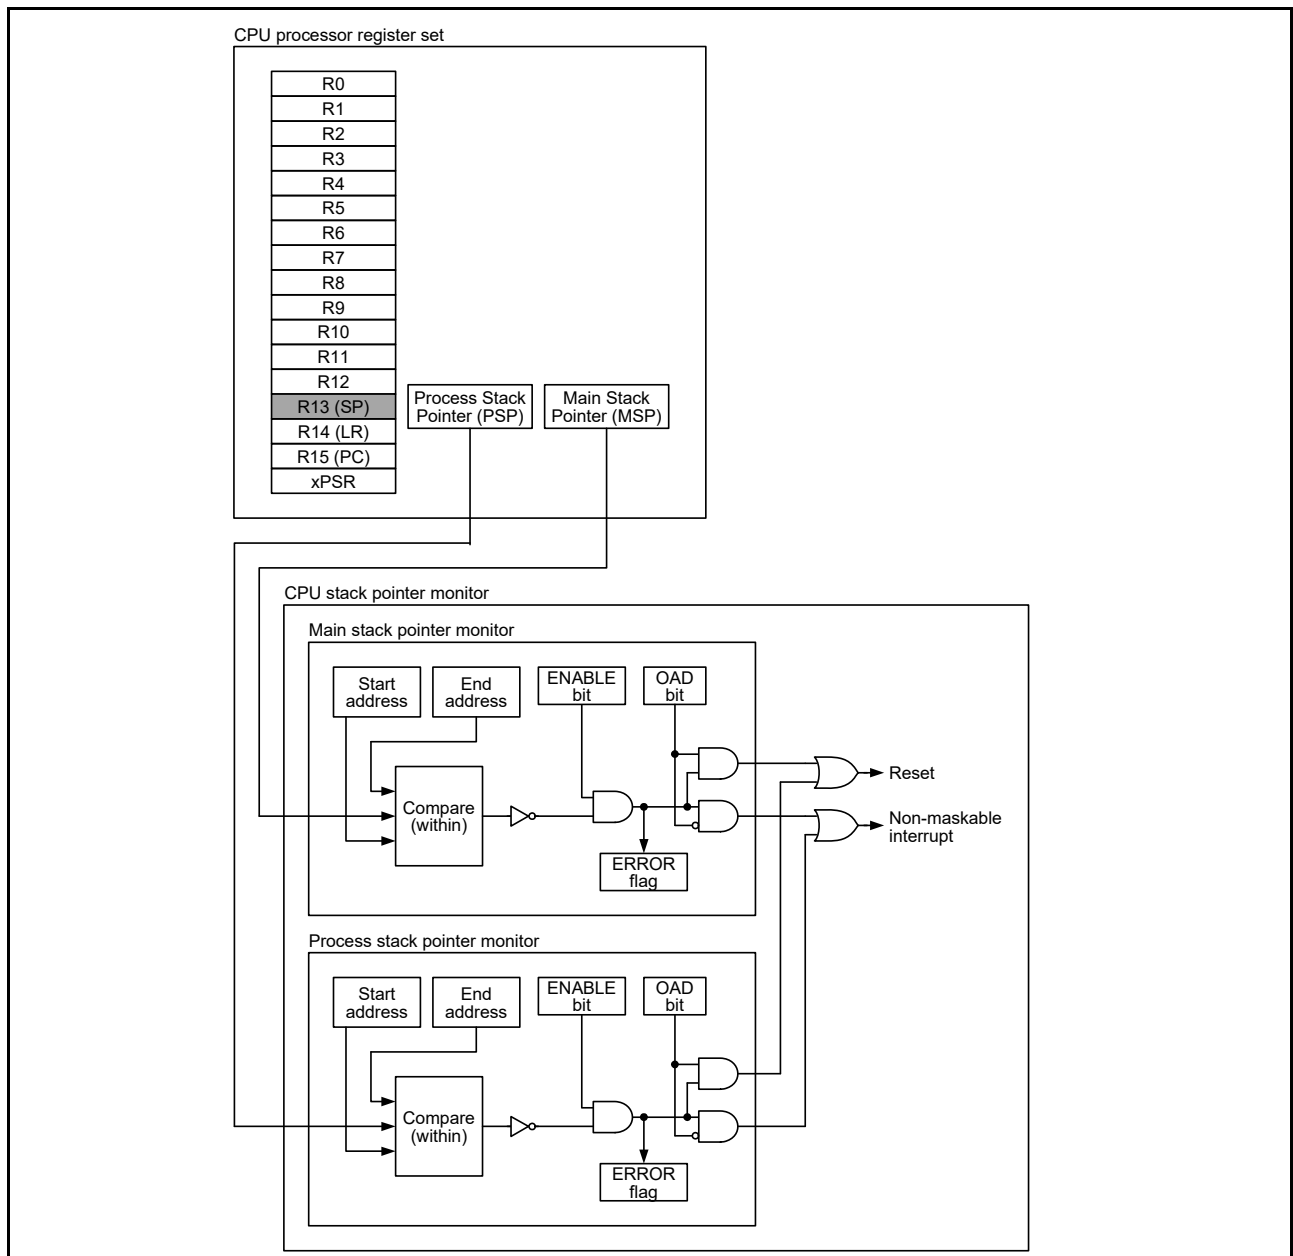 CPU processor register set
R0
R1
R2
R3
R4
R5
R6
R7
R8
R9
R10
R11
R12
R13 (SP)
R14 (LR)
R15 (PC)
xPSR
Process Stack
Pointer (PSP)
Main Stack
Pointer (MSP)
CPU stack pointer monitor
Main stack pointer monitor
Start
address
End
address
ENABLE
bit
OAD
bit
Compare
(within)
ERROR
flag
Reset
Non-maskable
interrupt
Process stack pointer monitor
Start
address
End
address
ENABLE
bit
OAD
bit
Compare
(within)
ERROR
flag